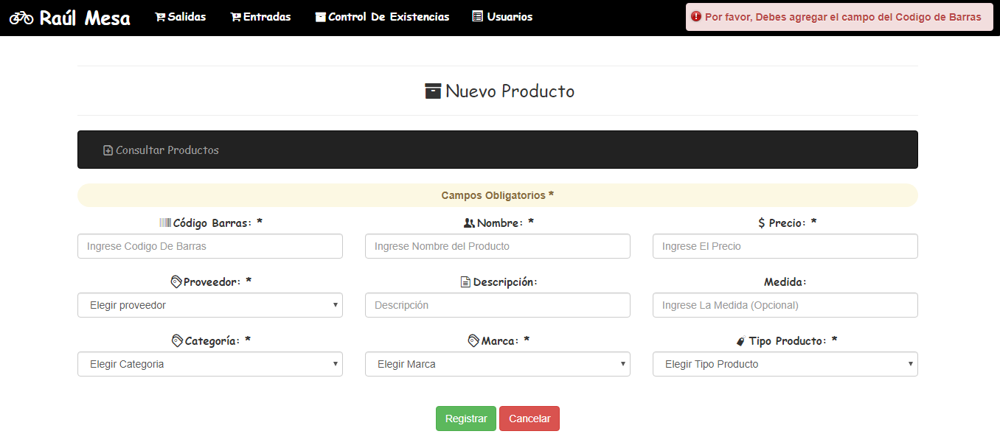 Raúl Mesa Salidas Entradas Control De Existencias Usuarios
Por favor, Debes agregar el campo del Codigo de Barras
Nuevo Producto
Consultar Productos
Campos Obligatorios *
Código Barras: * Nombre: * $ Precio: *
Ingrese Codigo De Barras Ingrese Nombre del Producto Ingrese El Precio
Proveedor: * Descripción: Medida:
Elegir proveedor Descripción Ingrese La Medida (Opcional)
Categoría: * Marca: * Tipo Producto: *
Elegir Categoria Elegir Marca Elegir Tipo Producto
Registrar Cancelar